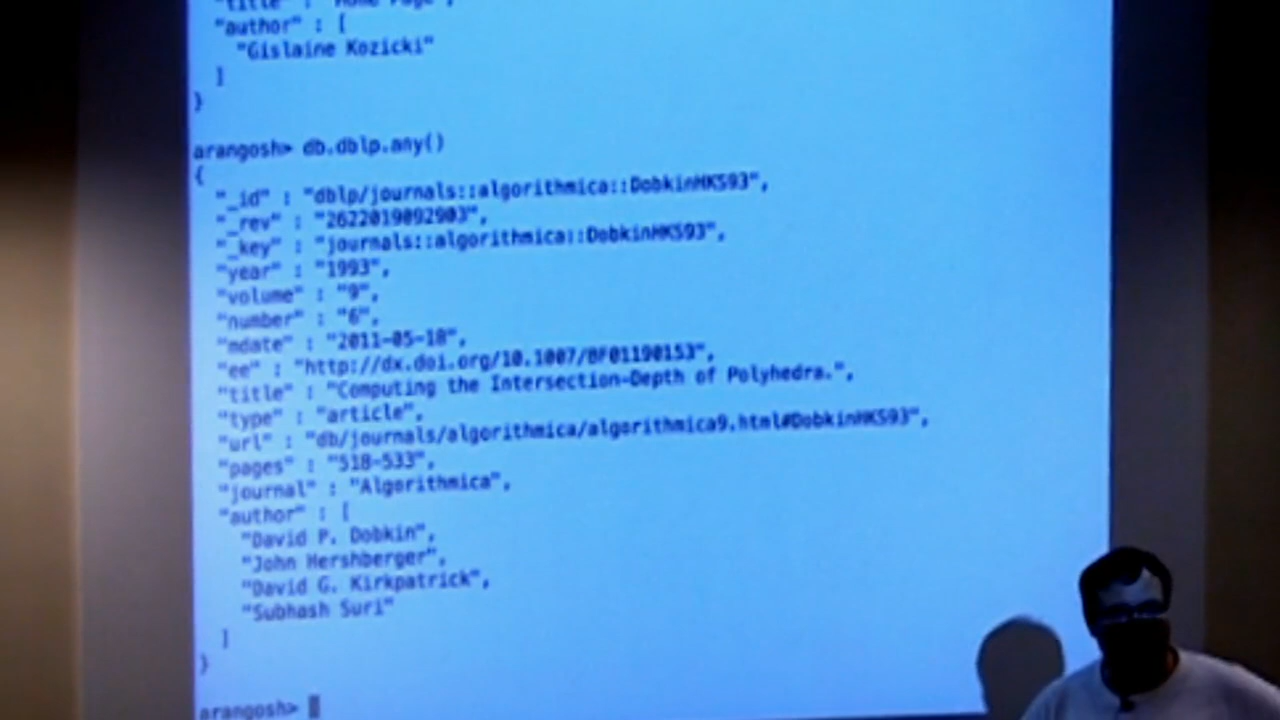 "title" : "Home Page",
"author" : [
"Gislaine Kozicki"
]
}
arangosh> db.dblp.any()
{
"_id" : "dblp/journals::algorithmica::DobkinHKS93",
"_rev" : "2622019092903",
"_key" : "journals::algorithmica::DobkinHKS93",
"year" : "1993",
"volume" : "9",
"number" : "6",
"mdate" : "2011-05-18",
"ee" : "http://dx.doi.org/10.1007/BF01190153",
"title" : "Computing the Intersection-Depth of Polyhedra.",
"type" : "article",
"url" : "db/journals/algorithmica/algorithmica9.html#DobkinHKS93",
"pages" : "518-533",
"journal" : "Algorithmica",
"author" : [
"David P. Dobkin",
"John Hershberger",
"David G. Kirkpatrick",
"Subhash Suri"
]
}
arangosh>